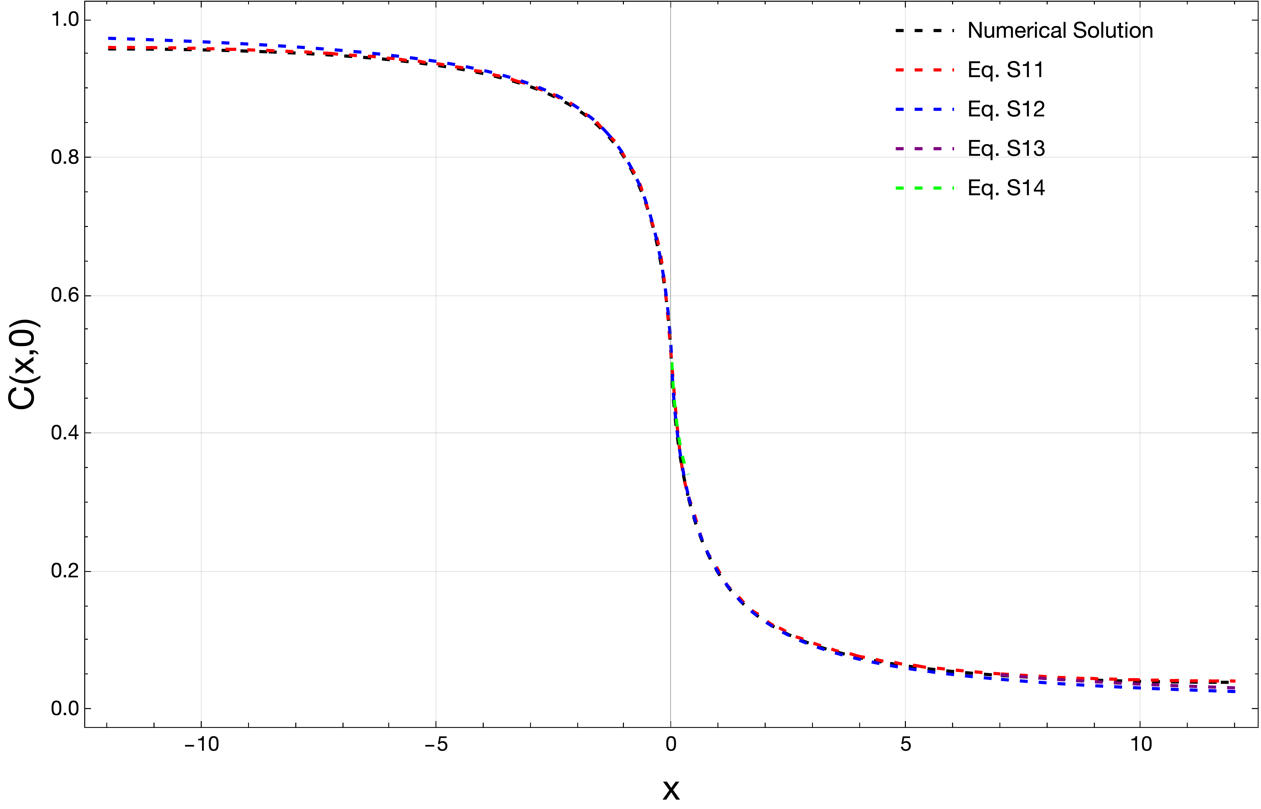 1.0
0.8
0.6
0.4
0.2
0.0
C(x,0)
Numerical Solution
Eq. S11
Eq. S12
Eq. S13
Eq. S14
−10
−5
0
5
10
x